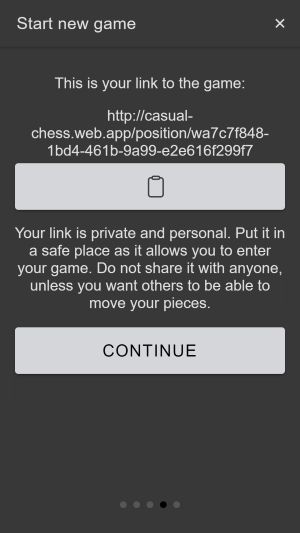 Start new game
This is your link to the game:
http://casual-
chess.web.app/position/wa7c7f848-
1bd4-461b-9a99-e2e616f299f7
Your link is private and personal. Put it in
a safe place as it allows you to enter
your game. Do not share it with anyone,
unless you want others to be able to
move your pieces.
CONTINUE